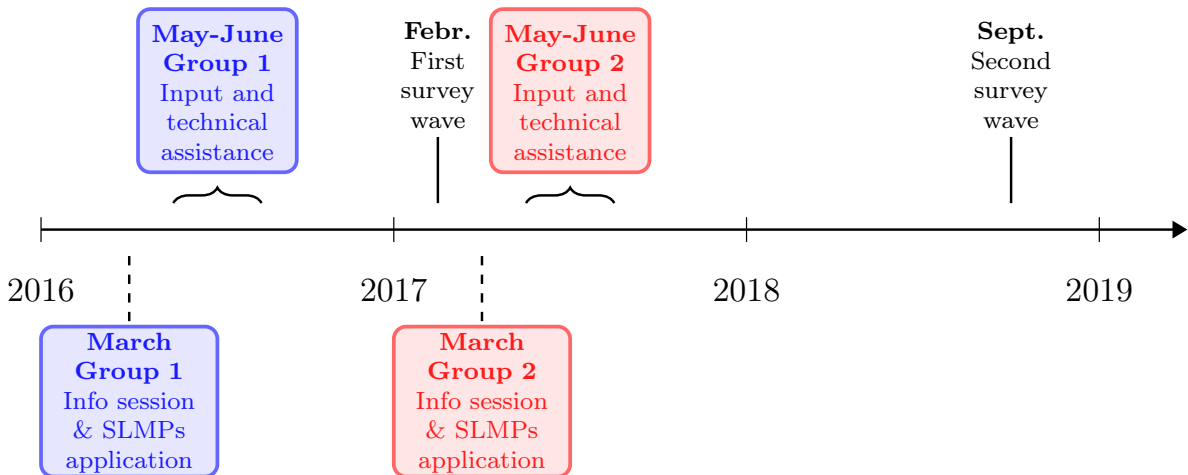 May-June
Group 1
Input and
technical
assistance
Febr.
First
survey
wave
May-June
Group 2
Input and
technical
assistance
Sept.
Second
survey
wave
2016
2017
2018
2019
March
Group 1
Info session
& SLMPs
application
March
Group 2
Info session
& SLMPs
application